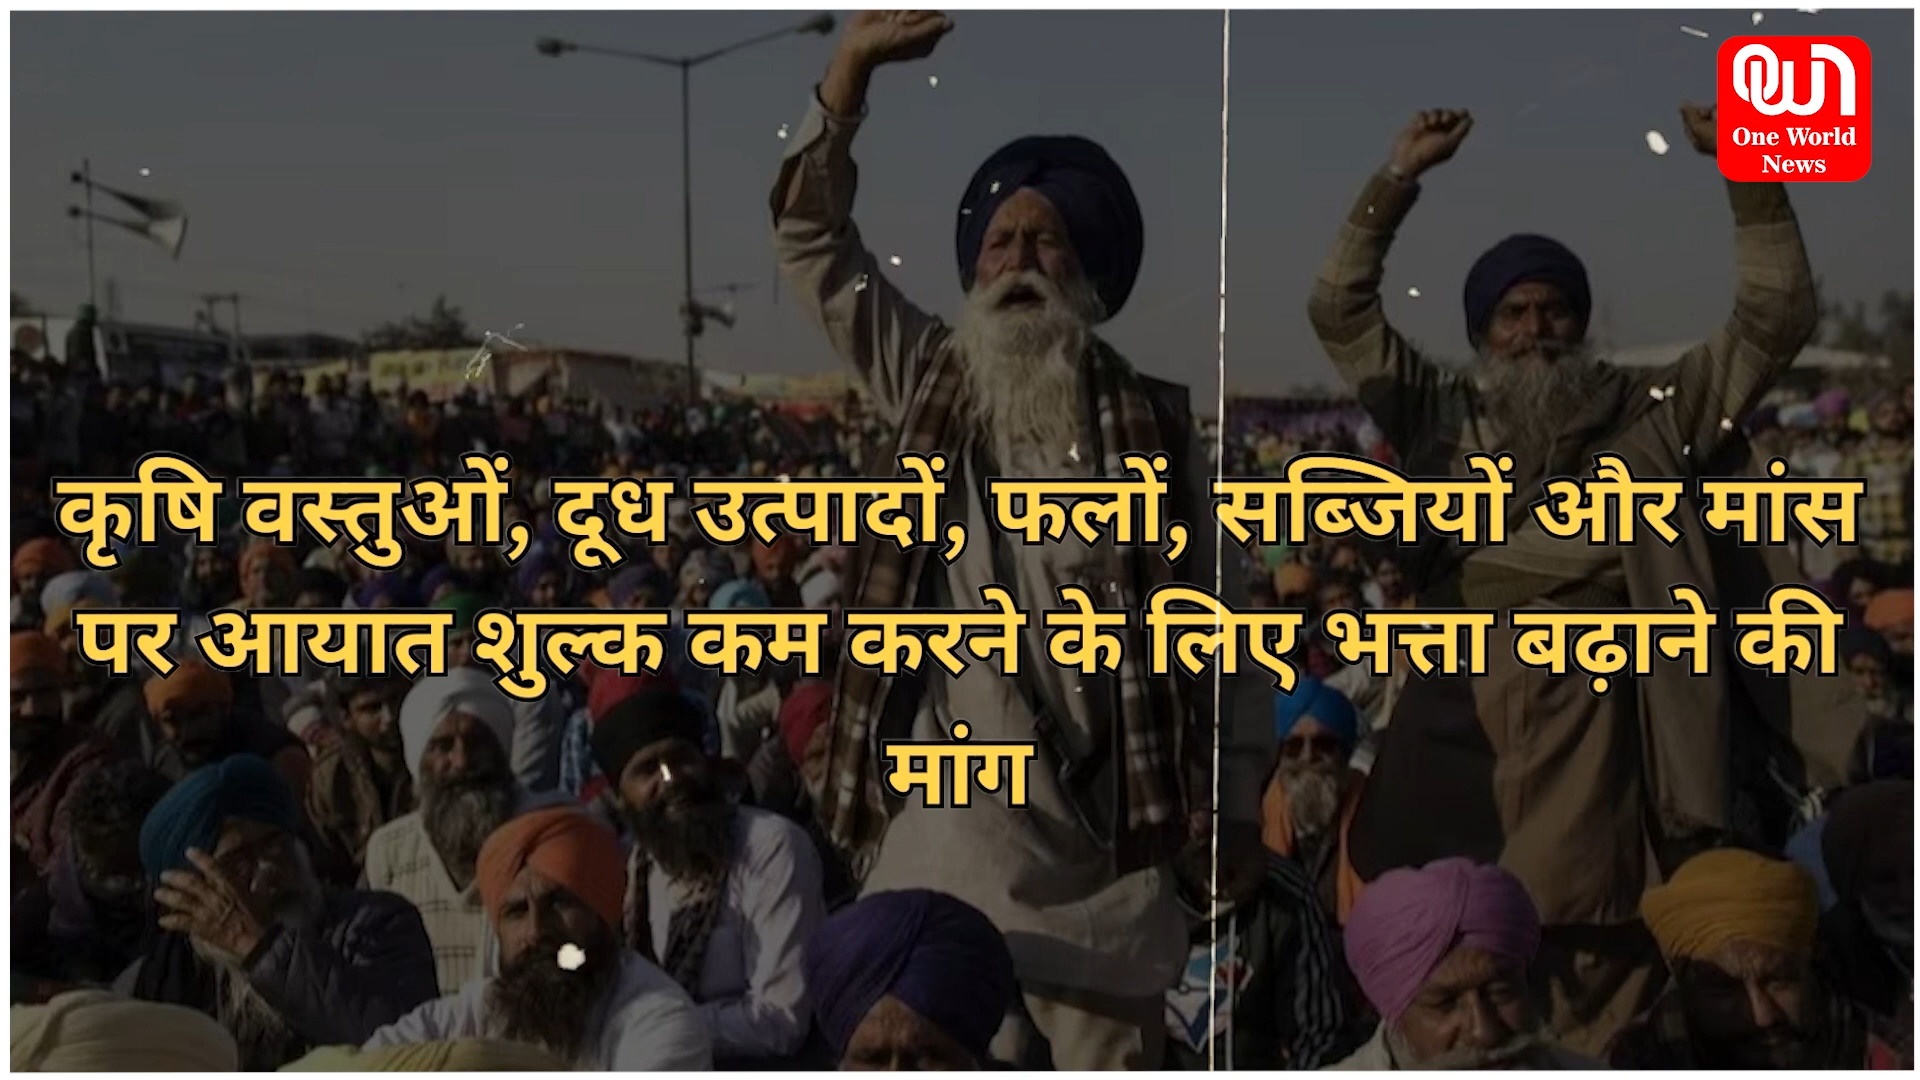 One World
News
कृषि वस्तुओं, दूध उत्पादों, फलों, सब्जियों और मांस
पर आयात शुल्क कम करने के लिए भत्ता बढ़ाने की
मांग